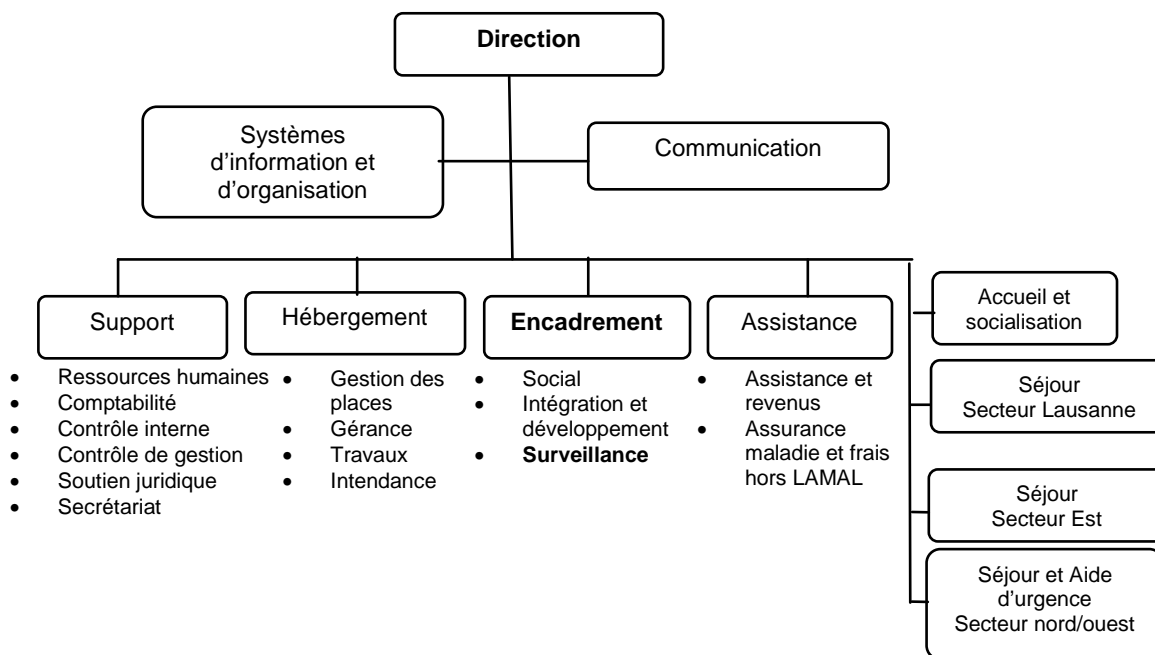 Direction
Systèmes
d'information et
d'organisation
Communication
Support
• Ressources humaines
• Comptabilité
• Contrôle interne
• Contrôle de gestion
• Soutien juridique
• Secrétariat
Hébergement
• Gestion des
places
• Gérance
• Travaux
• Intendance
Encadrement
• Social
• Intégration et
développement
• Surveillance
Assistance
• Assistance et
revenus
• Assurance
maladie et frais
hors LAMAL
Accueil et
socialisation
Séjour
Secteur Lausanne
Séjour
Secteur Est
Séjour et Aide
d'urgence
Secteur nord/ouest